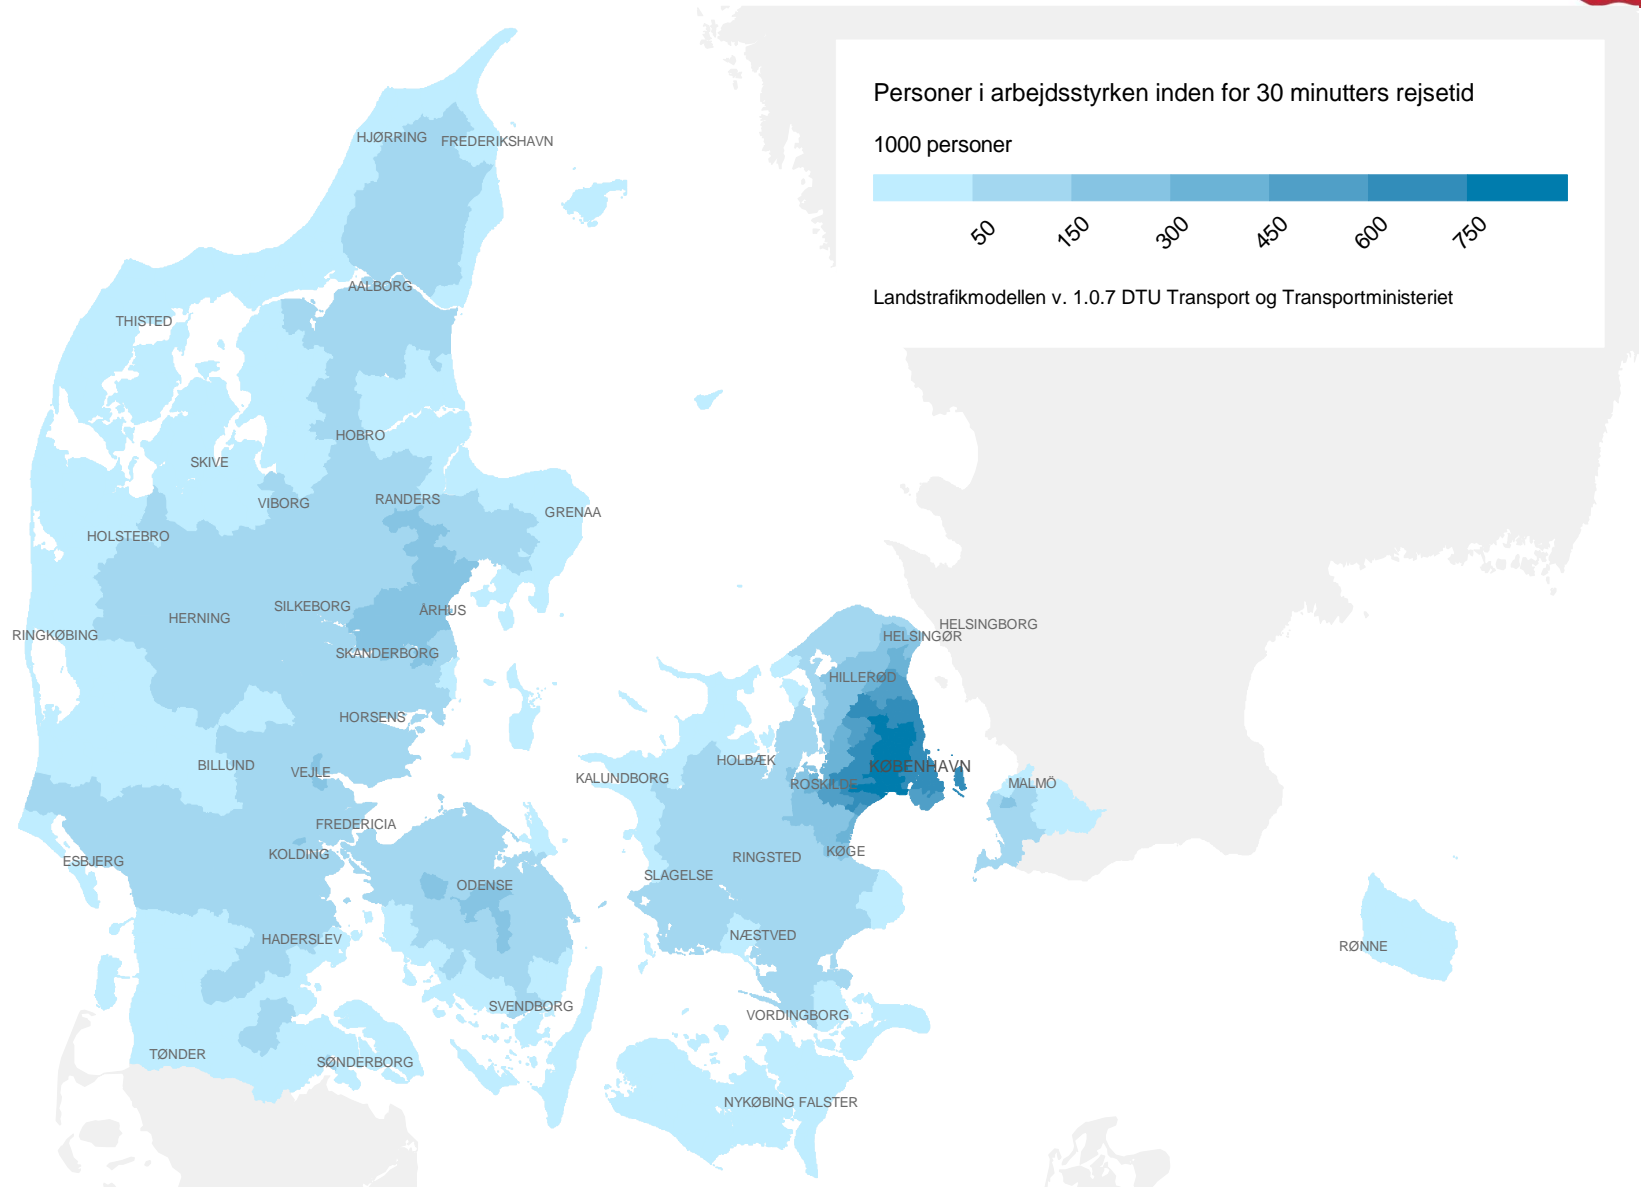 Personer i arbejdsstyrken inden for 30 minutters rejsetid
1000 personer
50 150 300 450 600 750
Landstrafikmodellen v. 1.0.7 DTU Transport og Transportministeriet
HJØRRING
FREDERIKSHAVN
AALBORG
THISTED
HOBRO
SKIVE
VIBORG
RANDERS
GRENAA
HOLSTEBRO
SILKEBORG
ÅRHUS
HERNING
RINGKØBING
SKANDERBORG
HELSINGBORG
HELSINGØR
HILLERØD
HORSENS
BILLUND
VEJLE
HOLBÆK
KØBENHAVN
KALUNDBORG
ROSKILDE
MALMÖ
FREDERICIA
KOLDING
ESBJERG
RINGSTED
KØGE
SLAGELSE
ODENSE
HADERSLEV
NÆSTVED
RØNNE
SVENDBORG
VORDINGBORG
TØNDER
SØNDERBORG
NYKØBING FALSTER